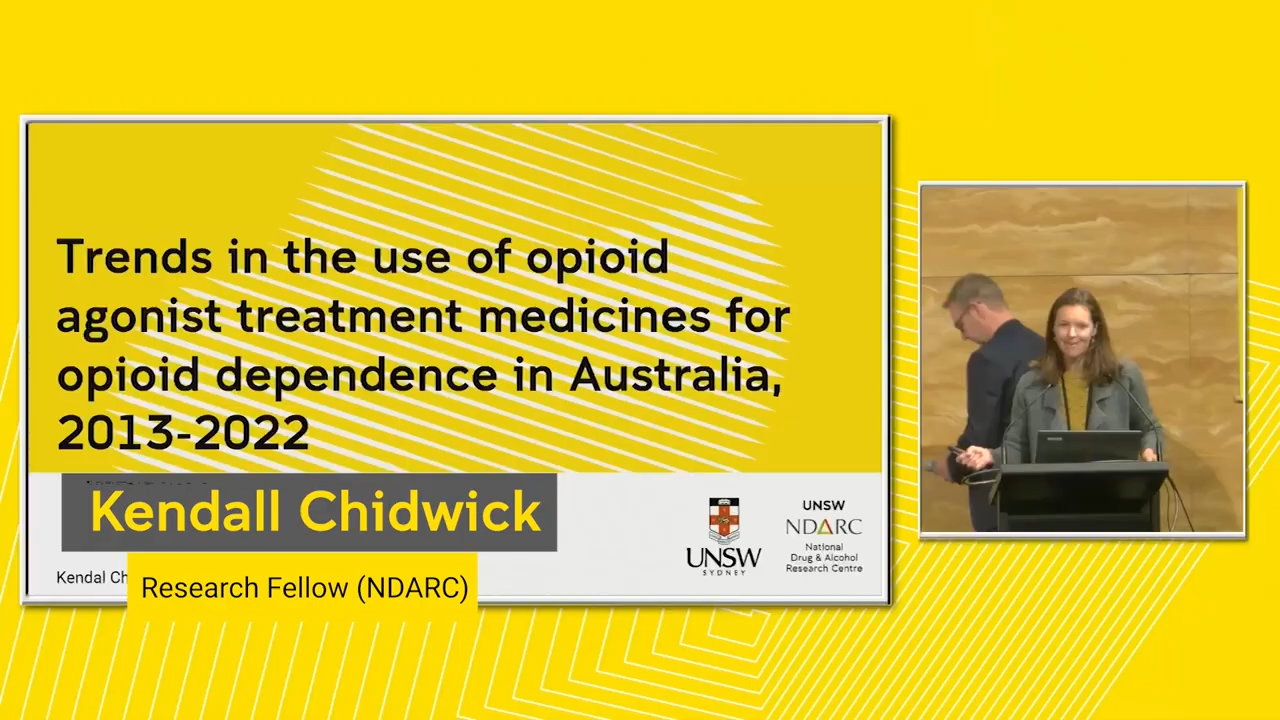 Trends in the use of opioid
agonist treatment medicines for
opioid dependence in Australia,
2013-2022
Kendall Chidwick
Kendal Ch
Research Fellow (NDARC)
UNSW
SYDNEY
UNSW
NDARC
National
Drug & Alcohol
Research Centre